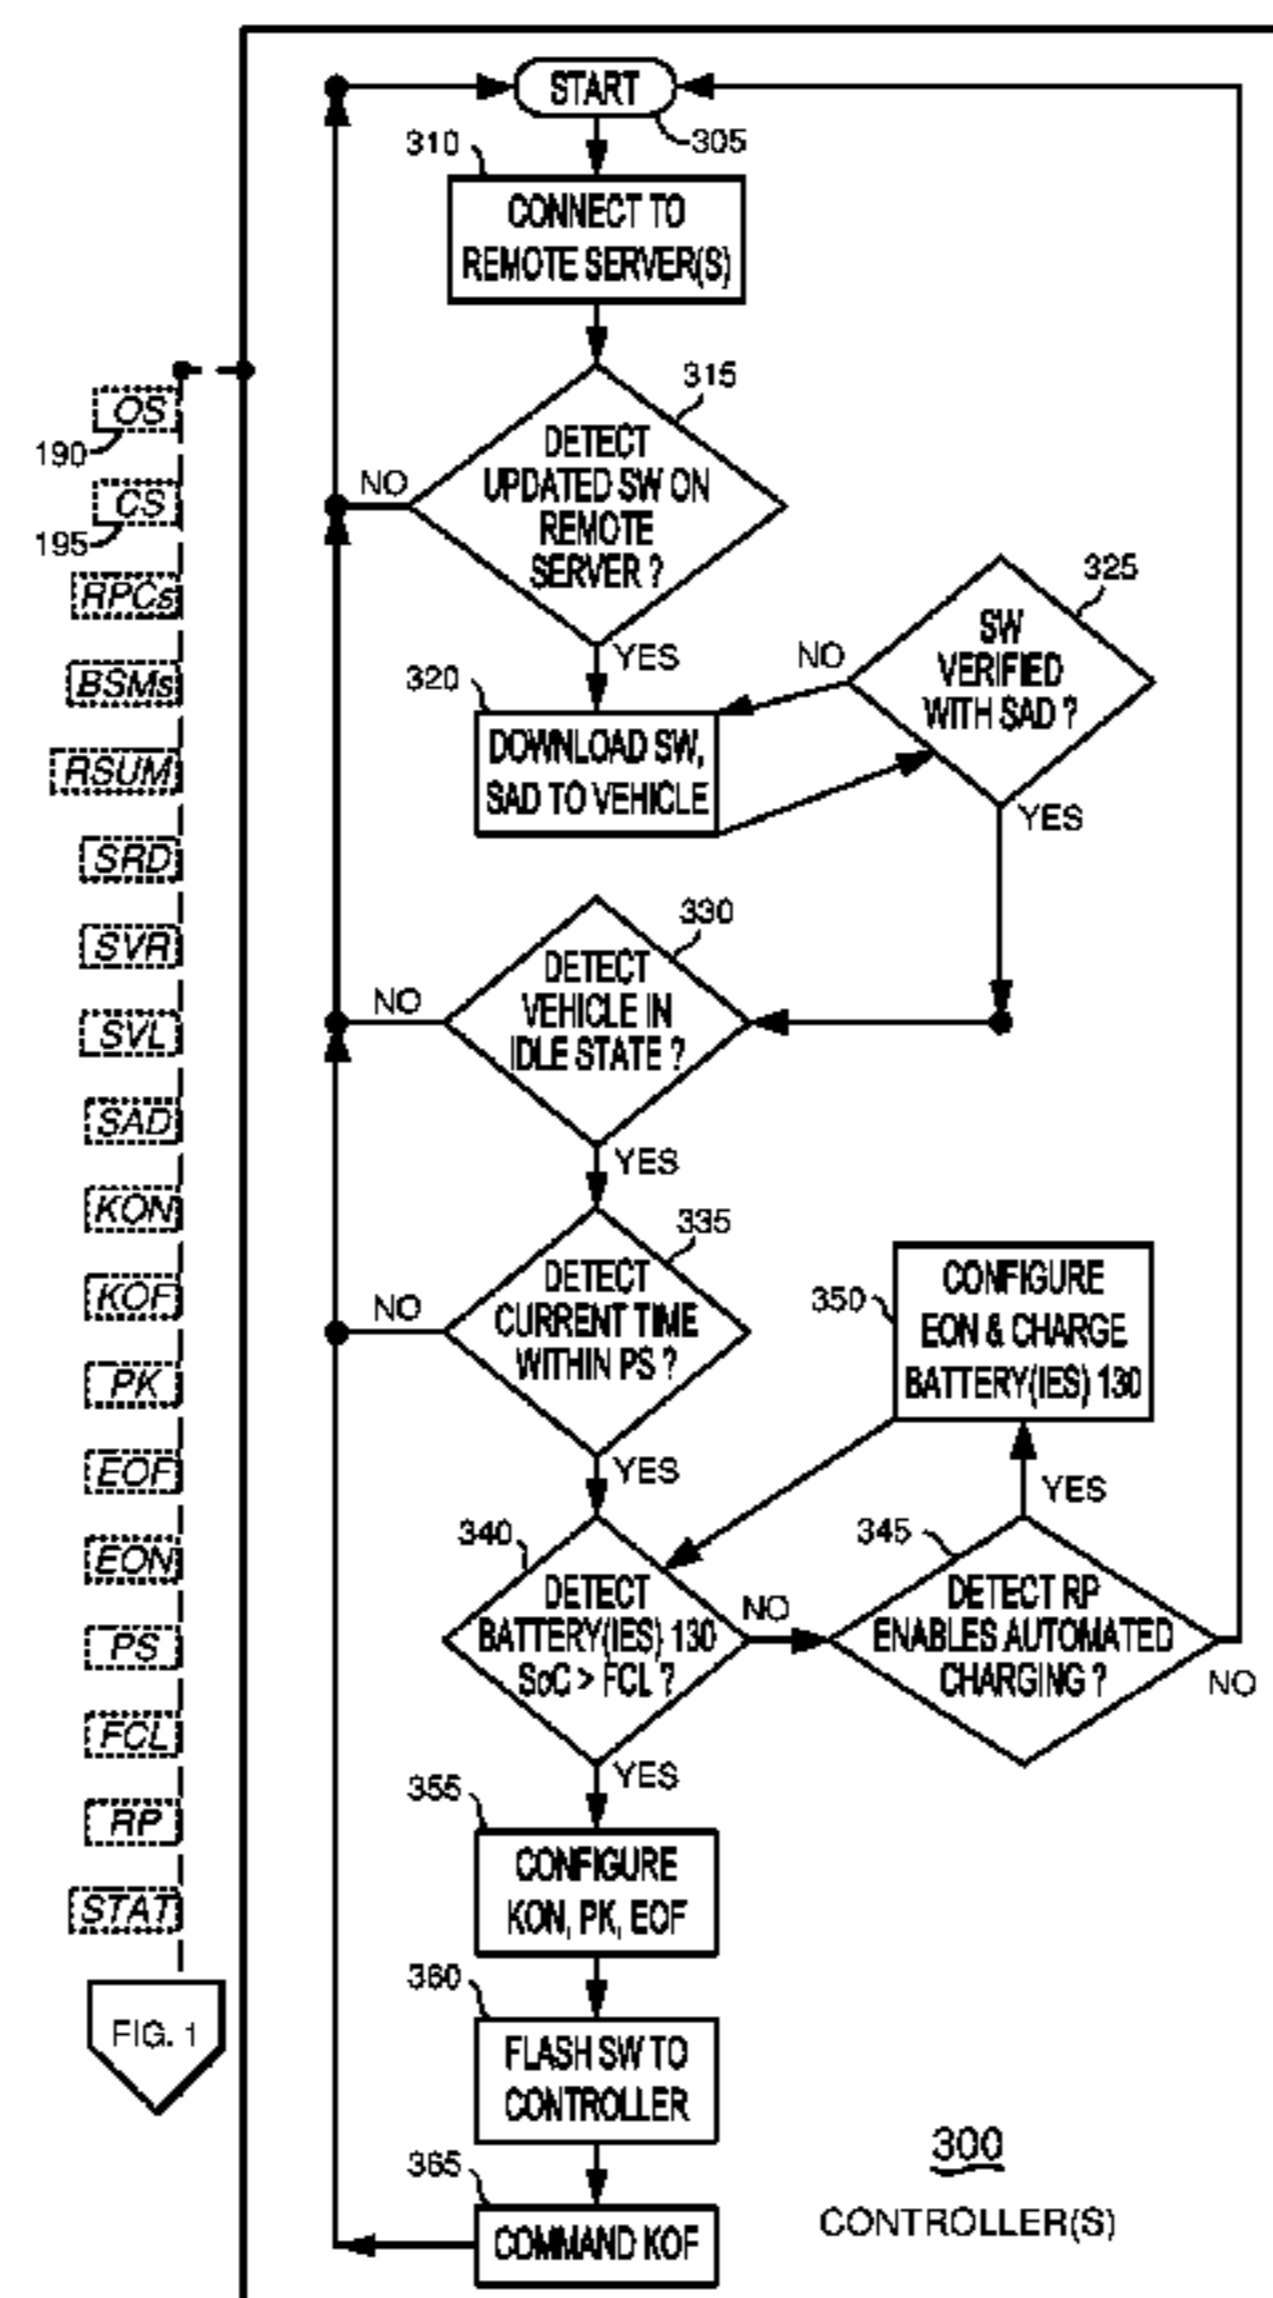 START
305
310
CONNECT TO
REMOTE SERVER(S)
315
DETECT
UPDATED SW ON
REMOTE
SERVER ?
NO
YES
320
DOWNLOAD SW,
SAD TO VEHICLE
325
SW
VERIFIED
WITH SAD ?
NO
YES
330
DETECT
VEHICLE IN
IDLE STATE ?
NO
YES
335
DETECT
CURRENT TIME
WITHIN PS ?
NO
YES
340
DETECT
BATTERY(IES) 130
SoC > FCL ?
NO
YES
345
DETECT RP
ENABLES AUTOMATED
CHARGING ?
YES
NO
350
CONFIGURE
EON & CHARGE
BATTERY(IES) 130
355
CONFIGURE
KON, PK, EOF
360
FLASH SW TO
CONTROLLER
365
COMMAND KOF
300
CONTROLLER(S)
OS
190
CS
195
RPCs
BSMs
RSUM
SRD
SVR
SVL
SAD
KON
KOF
PK
EOF
EON
PS
FCL
RP
STAT
FIG. 1